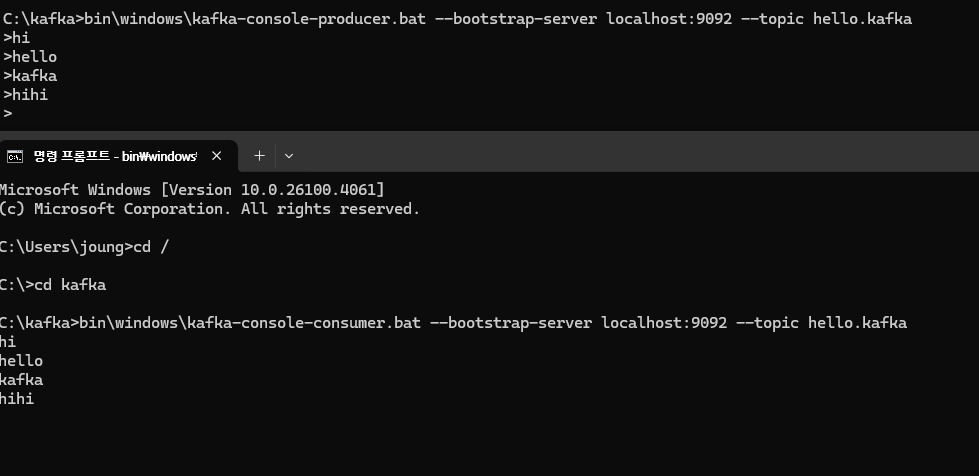 C:\kafka>bin\windows\kafka-console-producer.bat --bootstrap-server localhost:9092 --topic hello.kafka
>hi
>hello
>kafka
>hihi
>
명령 프롬프트 - bin₩windows'
Microsoft Windows [Version 10.0.26100.4061]
(c) Microsoft Corporation. All rights reserved.
C:\Users\joung>cd /
C:\>cd kafka
C:\kafka>bin\windows\kafka-console-consumer.bat --bootstrap-server localhost:9092 --topic hello.kafka
hi
hello
kafka
hihi